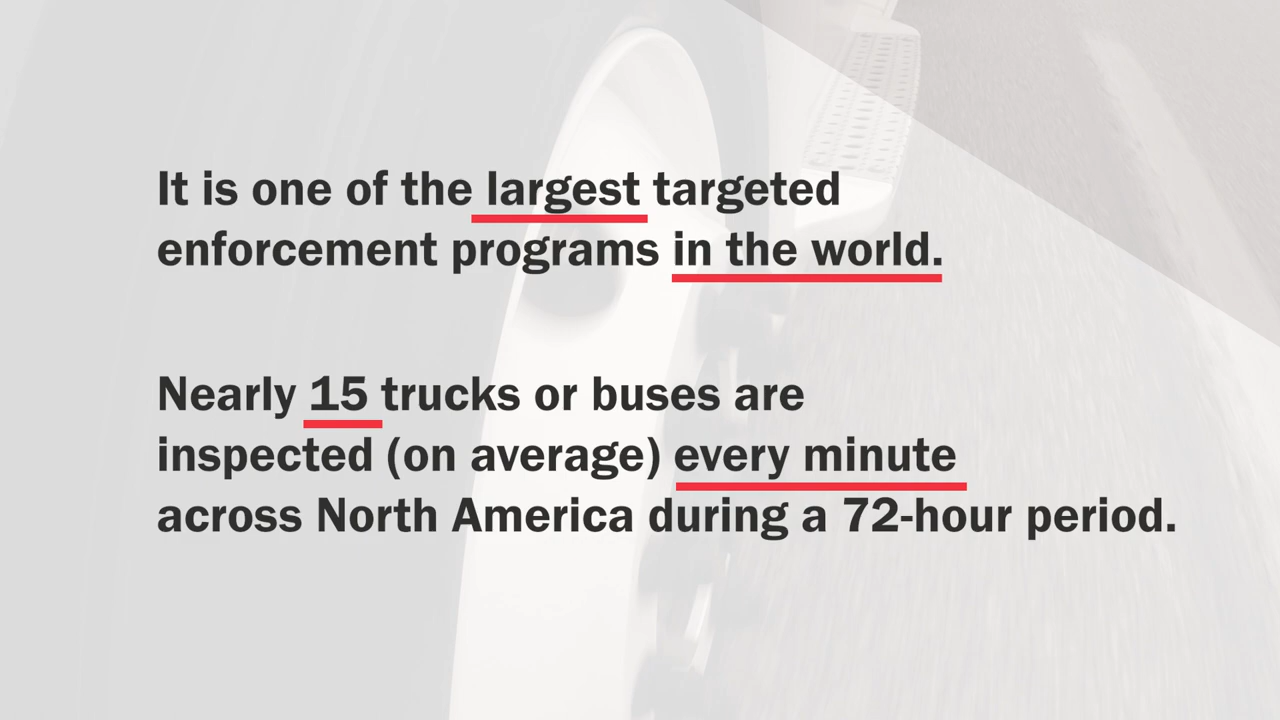 It is one of the largest targeted
enforcement programs in the world.
Nearly 15 trucks or buses are
inspected (on average) every minute
across North America during a 72-hour period.